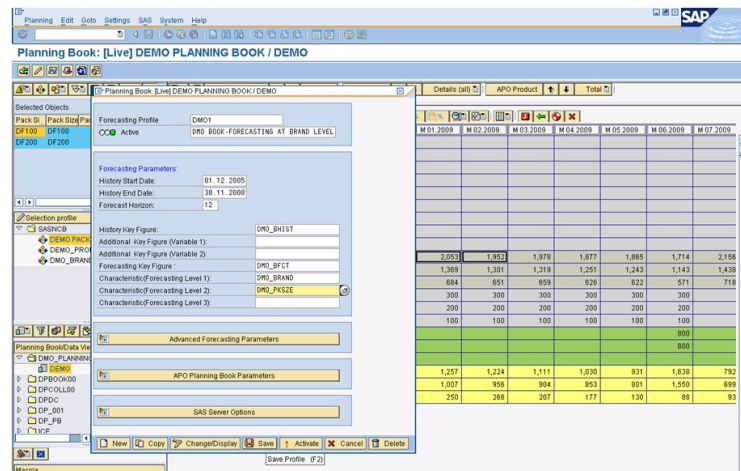 Planning Edit Goto Settings SAS System Help
SAP
Planning Book: [Live] DEMO PLANNING BOOK / DEMO
Details (all) APO Product Total
Selected Objects
Pack Si Pack Size Pac
DF100 DF100
DF200 DF200
Selection profile
SASNCB
DEMO PACK
DEMO_PRO
DMO_BRAND
Planning Book/Data Vie
DMO_PLANNING
DEMO
DPBOOK00
DPCOLL00
DPDC
DP_001
DP_PB
ICF
Macros
Planning Book: [Live] DEMO PLANNING BOOK / DEMO
Forecasting Profile DMO1
Active DMO BOOK-FORECASTING AT BRAND LEVEL
Forecasting Parameters:
History Start Date: 01.12.2005
History End Date: 30.11.2008
Forecast Horizon: 12
History Key Figure: DMO_BHIST
Additional Key Figure (Variable 1):
Additional Key Figure (Variable 2):
Forecasting Key Figure : DMO_BFCT
Characteristic(Forecasting Level 1): DMO_BRAND
Characteristic(Forecasting Level 2): DMO_PKSZE
Characteristic(Forecasting Level 3):
Advanced Forecasting Parameters
APO Planning Book Parameters
SAS Server Options
New Copy Change/Display Save Activate Cancel Delete
Save Profile (F2)
M 01.2009 M 02.2009 M 03.2009 M 04.2009 M 05.2009 M 06.2009 M 07.2009
2,053 1,952 1,978 1,877 1,865 1,714 2,156
1,369 1,301 1,319 1,251 1,243 1,143 1,438
684 651 659 626 622 571 718
300 300 300 300 300 300
200 200 200 200 200 200
100 100 100 100 100 100
800
800
1,257 1,224 1,111 1,030 931 1,638 792
1,007 956 904 853 801 1,550 699
250 268 207 177 130 88 93